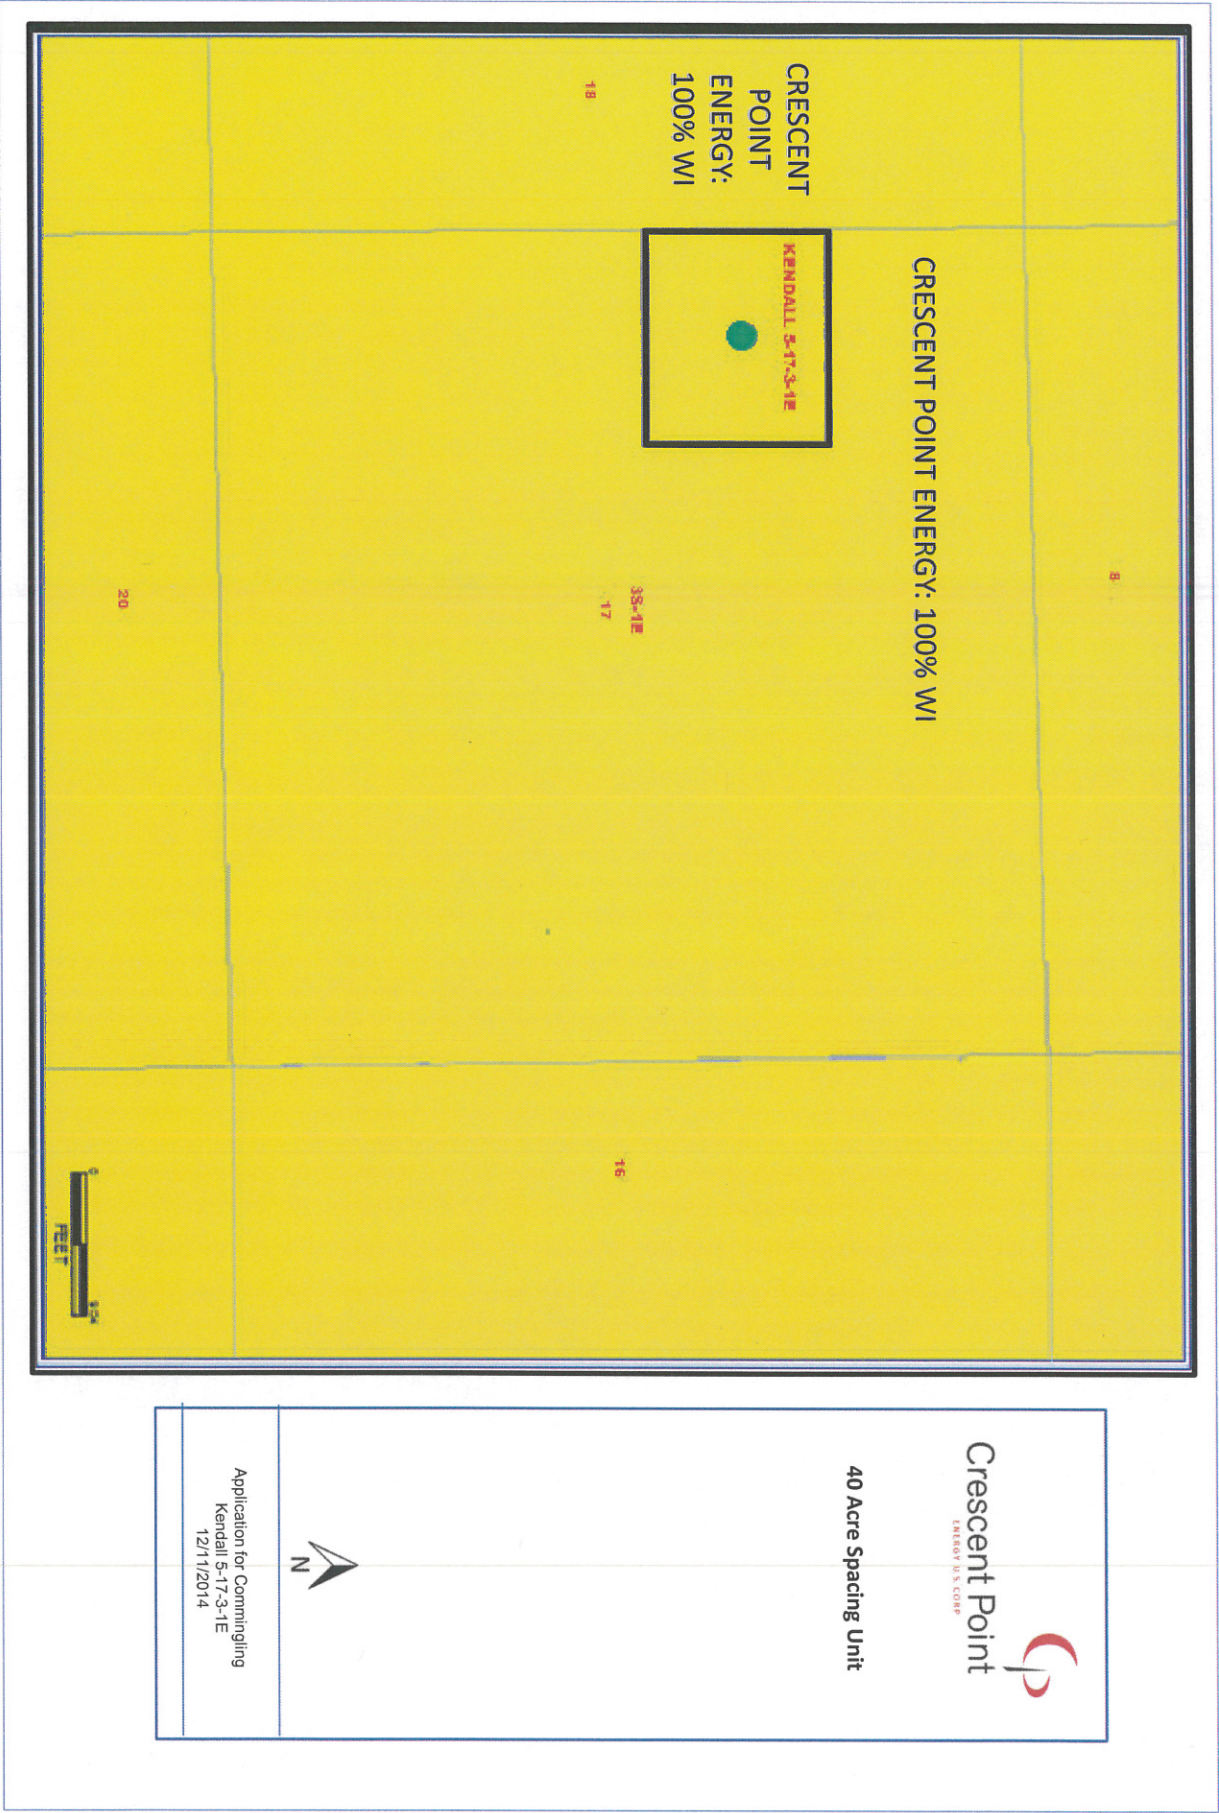 8
CRESCENT POINT ENERGY: 100% WI
CRESCENT
POINT
ENERGY:
100% WI
KENDALL 5-17-3-1E
18
3S-1E
17
16
20
0
FEET
Crescent Point
ENERGY U.S. CORP
40 Acre Spacing Unit
N
Application for Commingling
Kendall 5-17-3-1E
12/11/2014